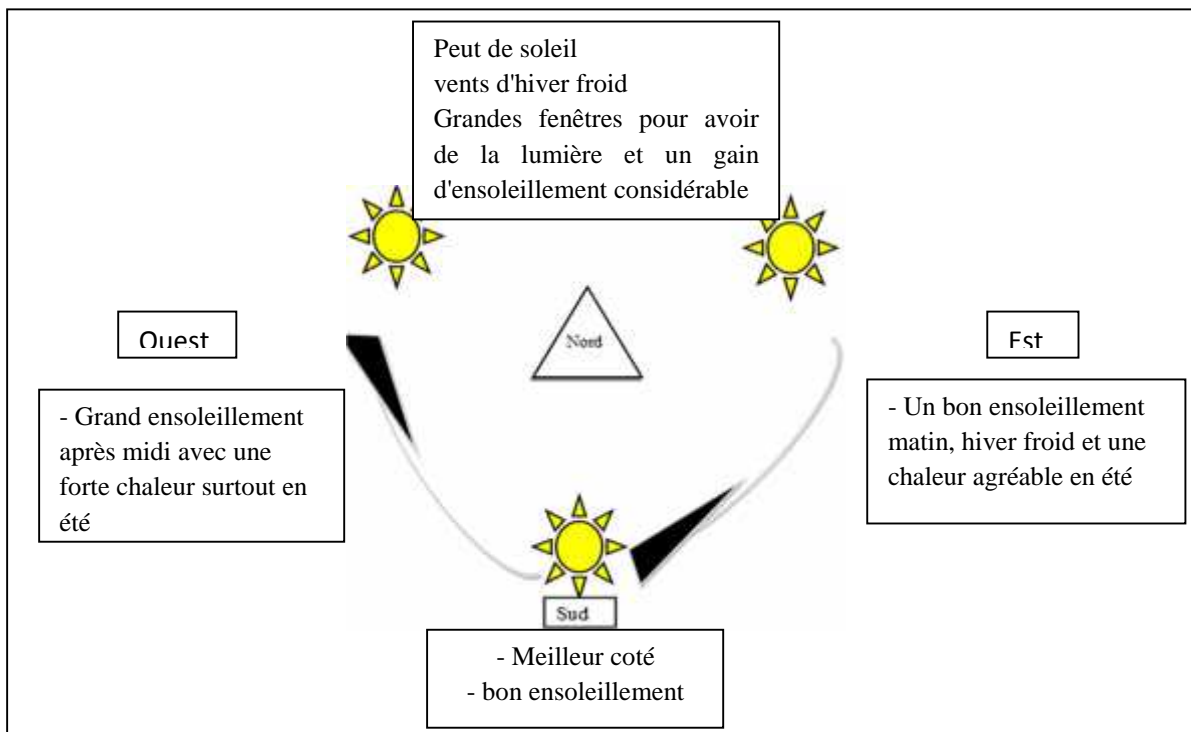 Peut de soleil
vents d'hiver froid
Grandes fenêtres pour avoir
de la lumière et un gain
d'ensoleillement considérable
Ouest
Nord
Est
- Grand ensoleillement
après midi avec une
forte chaleur surtout en
été
- Un bon ensoleillement
matin, hiver froid et une
chaleur agréable en été
Sud
- Meilleur coté
- bon ensoleillement